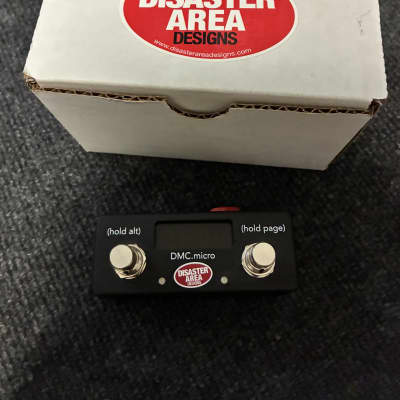 DISASTER
AREA
DESIGNS
www.disasterareadesigns.com
(hold alt)
(hold page)
DMC.micro
DISASTER
AREA
DESIGNS